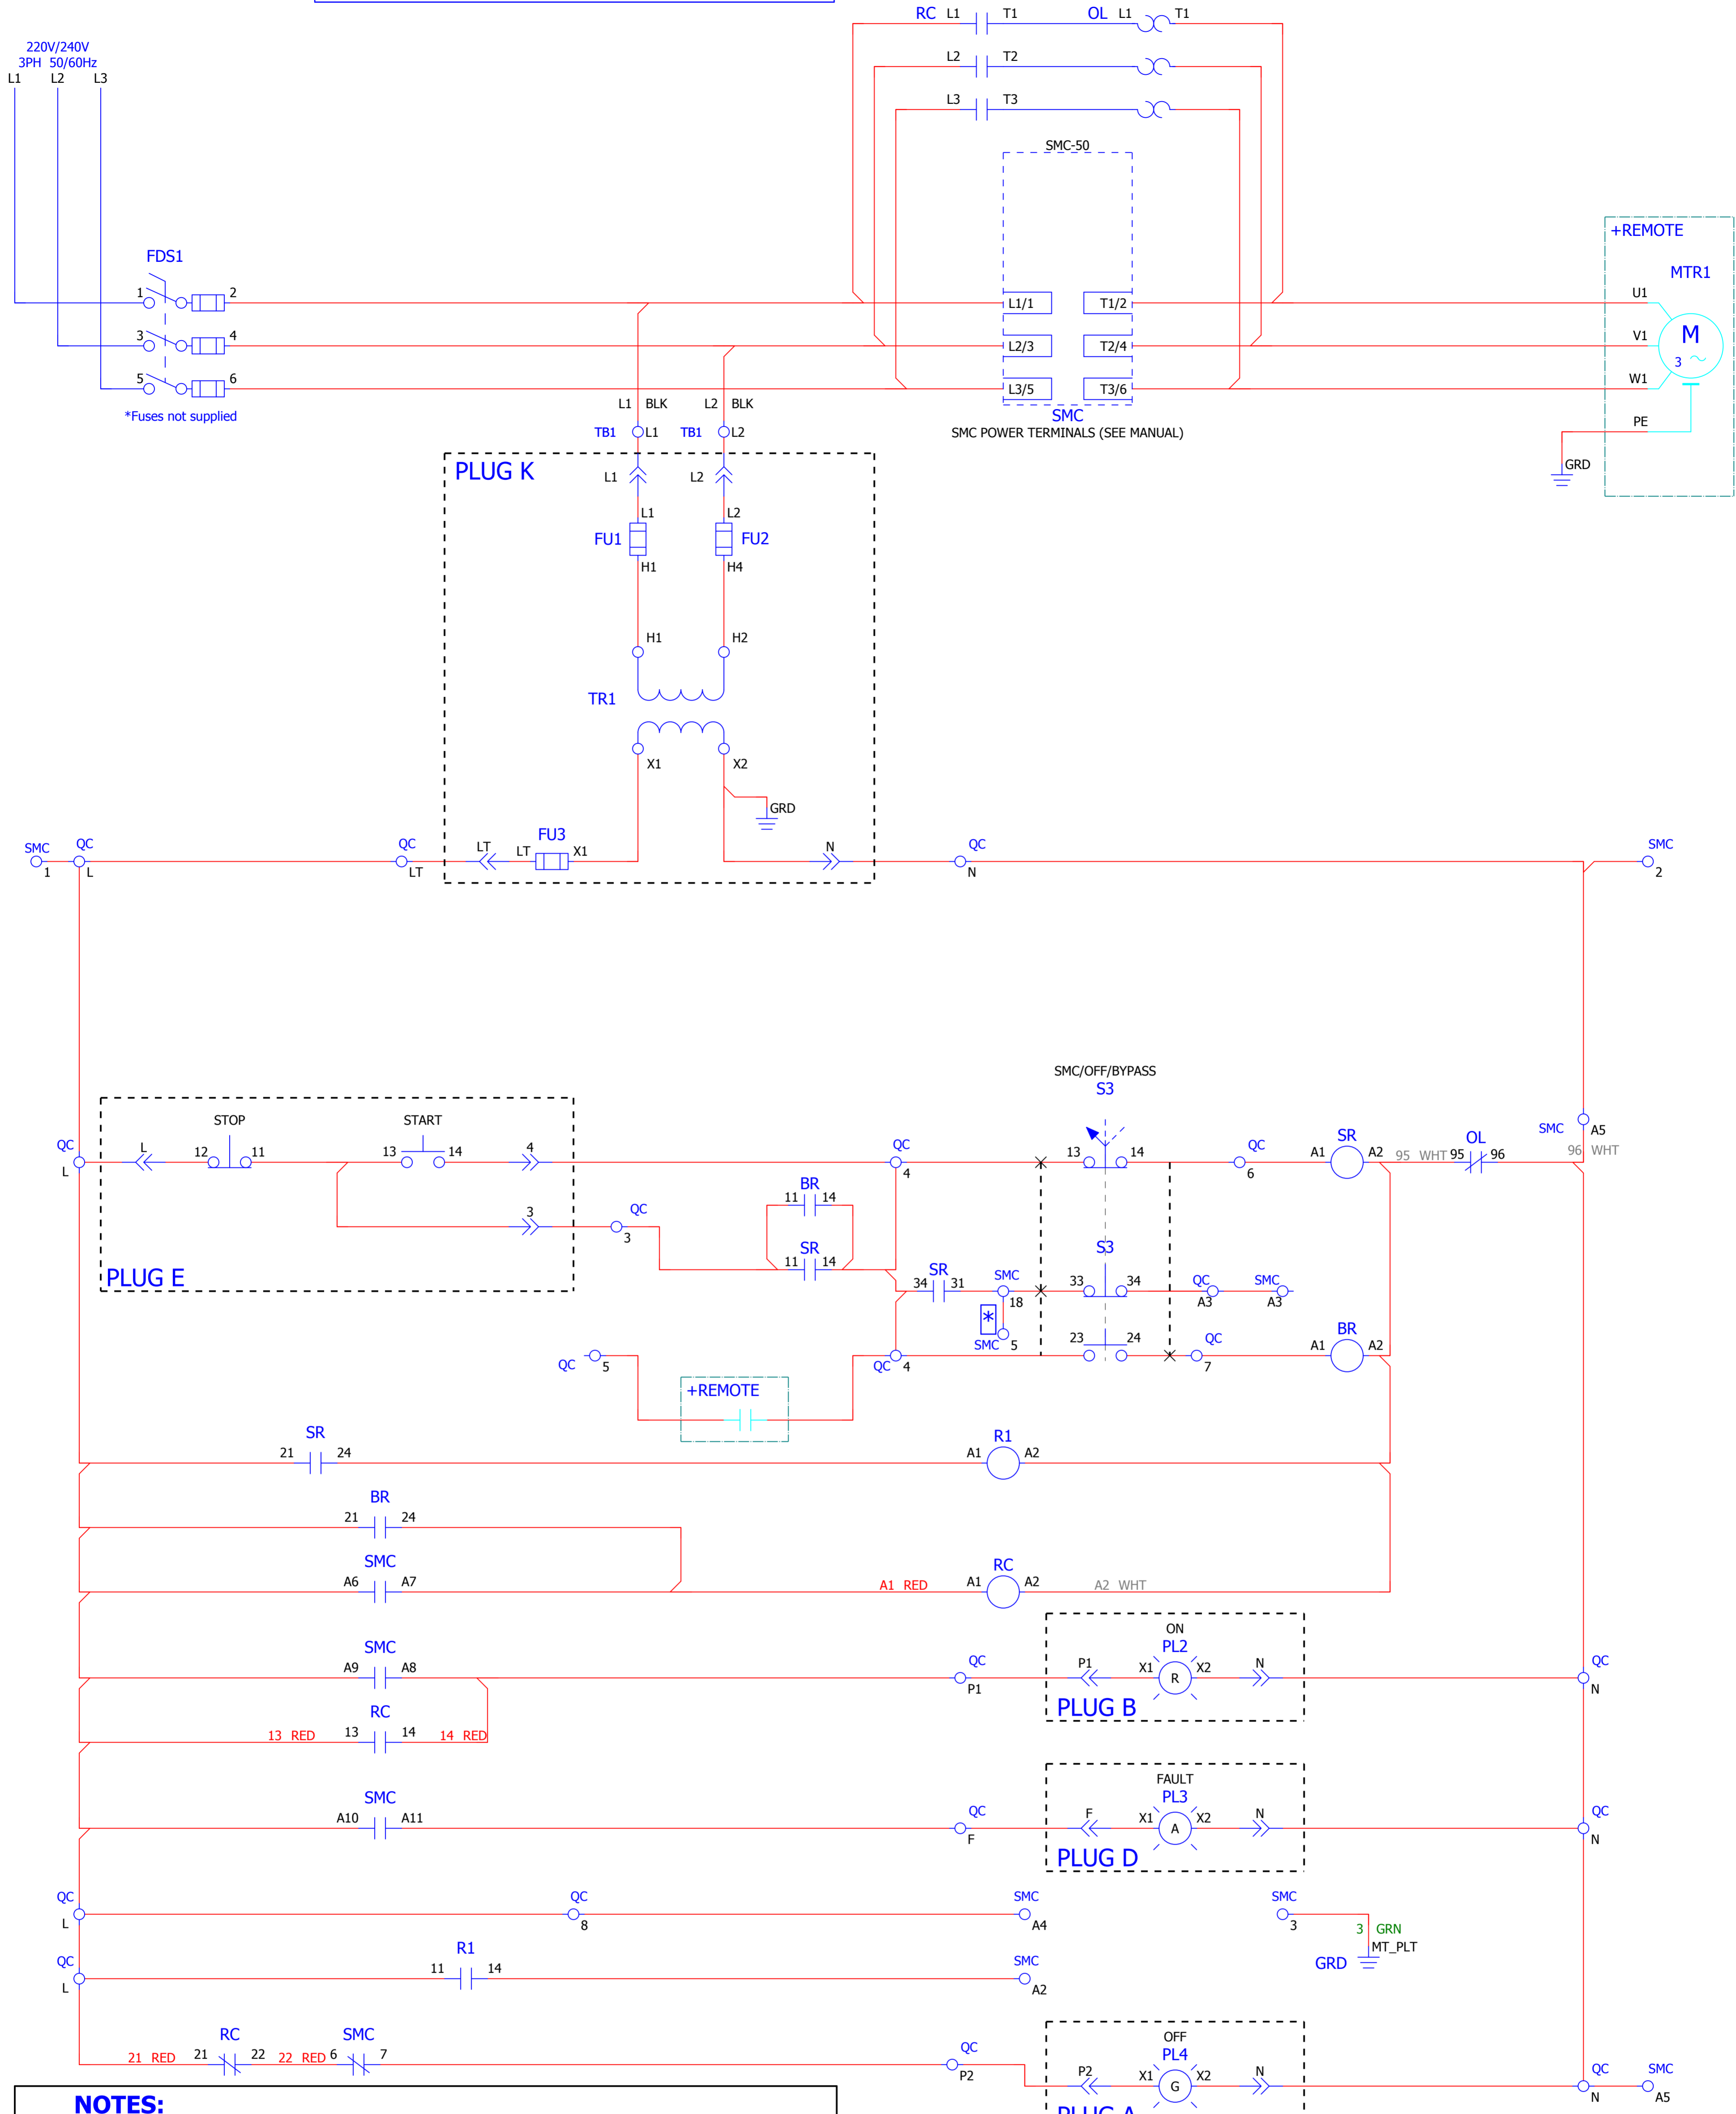 RC L1 T1 OL L1 T1
220V/240V
3PH 50/60Hz
L1 L2 L3
L2 T2
L3 T3
SMC-50
+REMOTE
MTR1
FDS1
1 2 L1/1 T1/2 U1
3 4 L2/3 T2/4 V1
M
3
5 6 L3/5 T3/6 W1
*Fuses not supplied
L1 BLK L2 BLK
SMC
SMC POWER TERMINALS (SEE MANUAL)
PE
TB1 L1 TB1 L2
GRD
PLUG K
L1 L2
L1 L2
FU1 FU2
H1 H4
H1 H2
TR1
X1 X2
GRD
SMC QC QC FU3 QC SMC
LT LT X1 N
1 L LT N 2
SMC/OFF/BYPASS
S3
STOP START
SMC A5
QC L 12 11 13 14 4 QC 13 14 QC SR OL
A1 A2 95 WHT 95 96 96 WHT
L 4 6
BR
11 14
3 QC
3
SR
11 14
S3
PLUG E
SR
34 31 SMC 33 34 QC SMC
18 A3 A3
*
SMC 5
23 24 QC BR
A1 A2
QC 5 QC 4 7
+REMOTE
SR R1
21 24 A1 A2
BR
21 24
SMC RC
A6 A7 A1 RED A1 A2 A2 WHT
ON
SMC PL2
A9 A8 QC P1 X1 R X2 N QC
P1 N
PLUG B
RC
13 RED 13 14 14 RED
FAULT
SMC PL3
A10 A11 QC F X1 A X2 N QC
F N
PLUG D
QC QC SMC SMC
L 8 A4 3
3 GRN
MT_PLT
GRD
QC R1 SMC
11 14
L A2
OFF
RC SMC PL4
21 RED 21 22 22 RED 6 7 QC
P2
P2 X1 G X2 N QC SMC
N A5
NOTES:
PLUG A